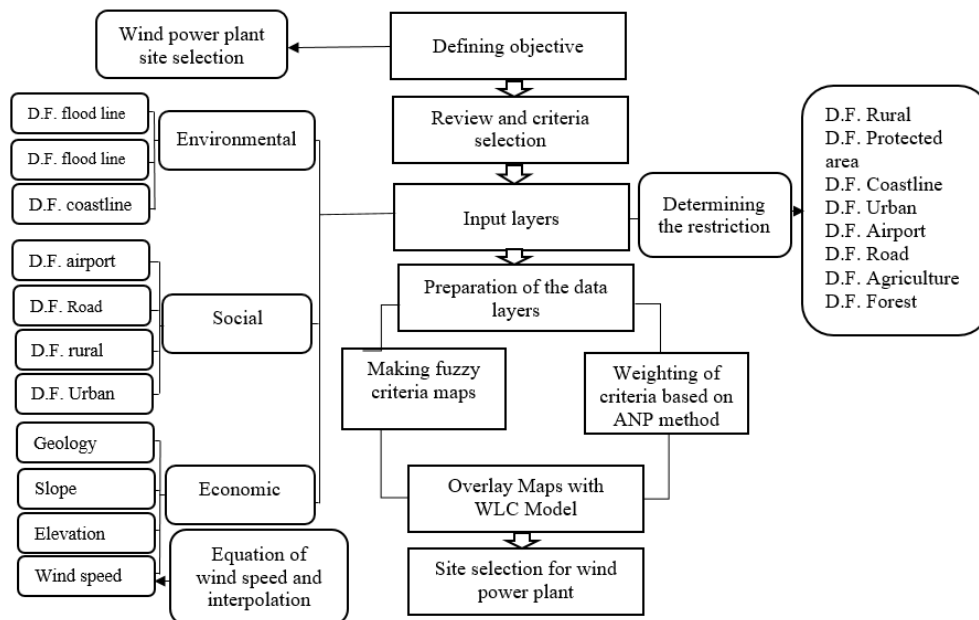 Wind power plant
site selection
Defining objective
Review and criteria
selection
Input layers
Determining
the restriction
D.F. Rural
D.F. Protected
area
D.F. Coastline
D.F. Urban
D.F. Airport
D.F. Road
D.F. Agriculture
D.F. Forest
D.F. flood line
D.F. flood line
D.F. coastline
Environmental
D.F. airport
D.F. Road
D.F. rural
D.F. Urban
Social
Geology
Slope
Elevation
Wind speed
Economic
Equation of
wind speed and
interpolation
Preparation of the data
layers
Making fuzzy
criteria maps
Weighting of
criteria based on
ANP method
Overlay Maps with
WLC Model
Site selection for wind
power plant